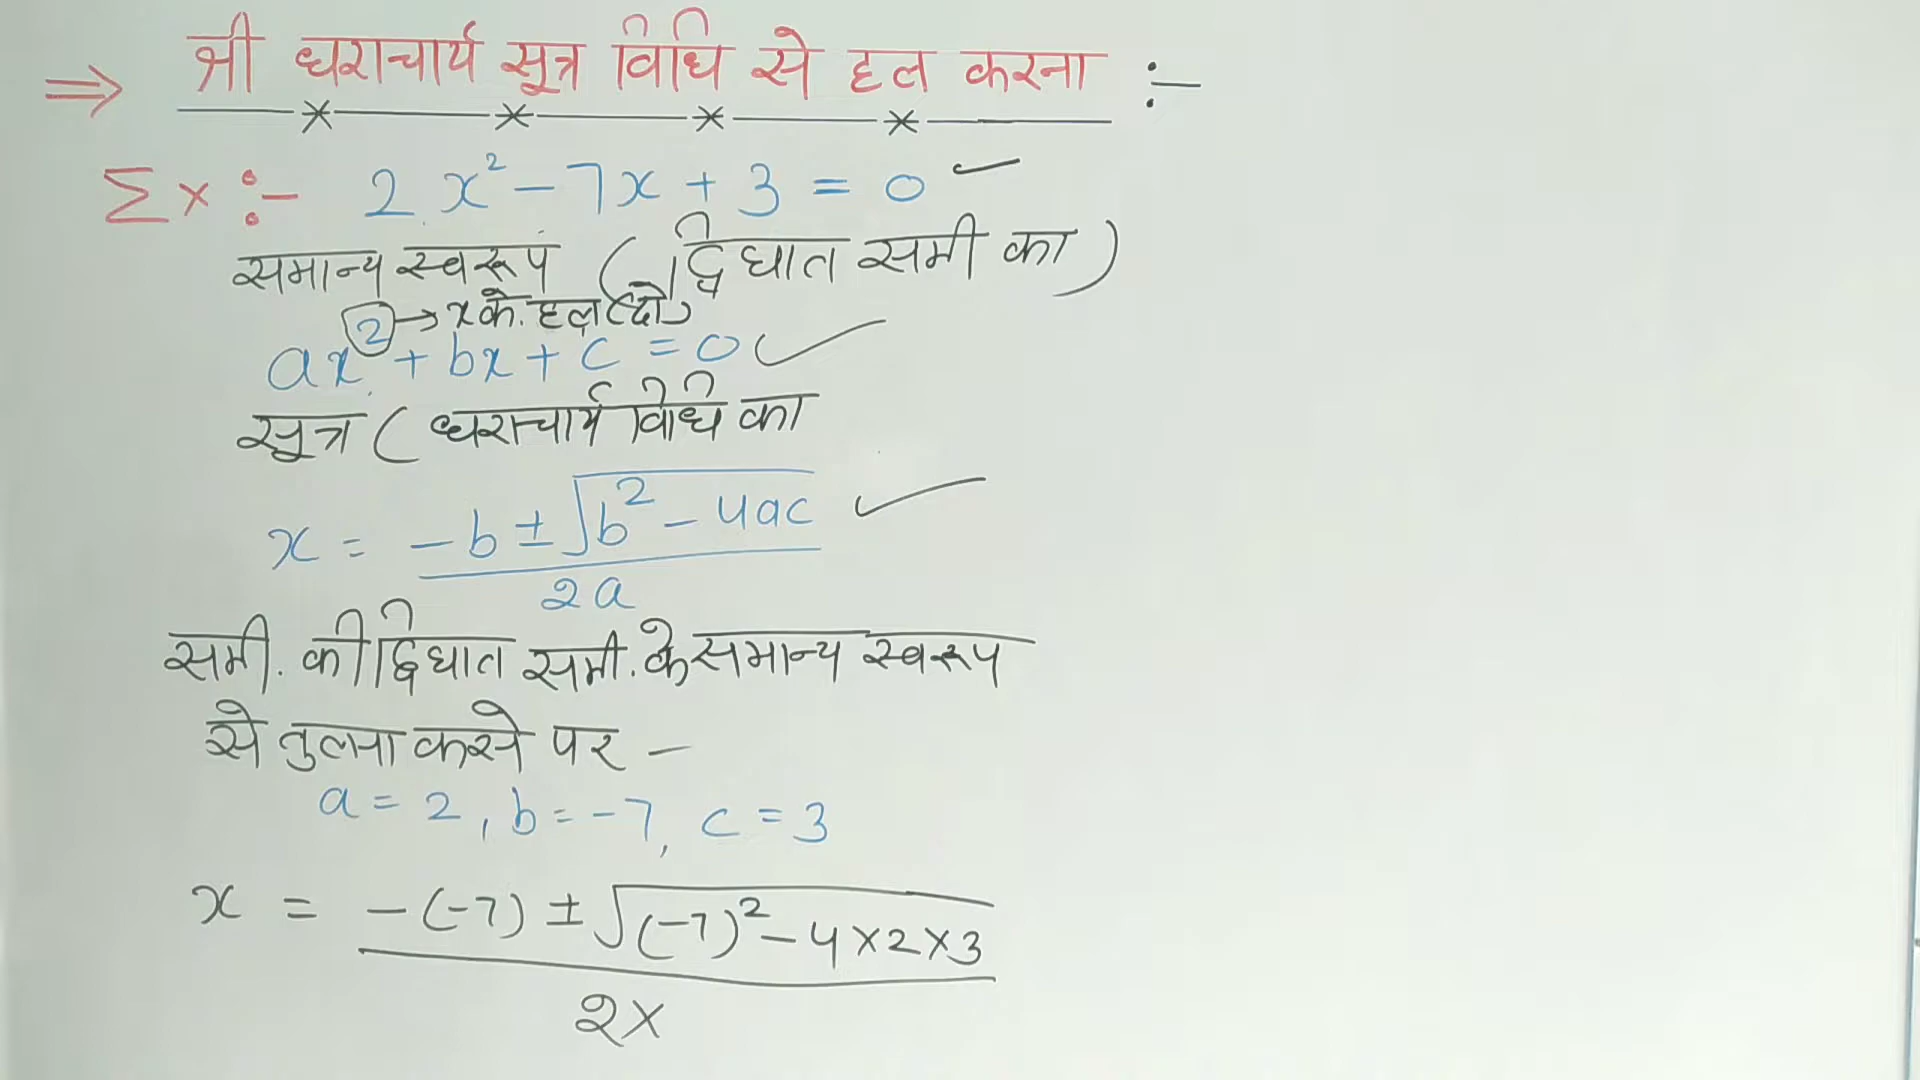 ⇒ श्री धराचार्य सूत्र विधि से हल करना :-
Ex :- 2x² - 7x + 3 = 0
समान्य स्वरूप ( द्विघात समी का )
2 → x के. हल (दो)
ax² + bx + c = 0
सूत्र ( धराचार्य विधि का
x = -b ± √b² - 4ac / 2a
समी. की द्विघात समी. के समान्य स्वरूप
से तुलना करने पर -
a = 2, b = -7, c = 3
x = -(-7) ± √(-7)² - 4×2×3 / 2×